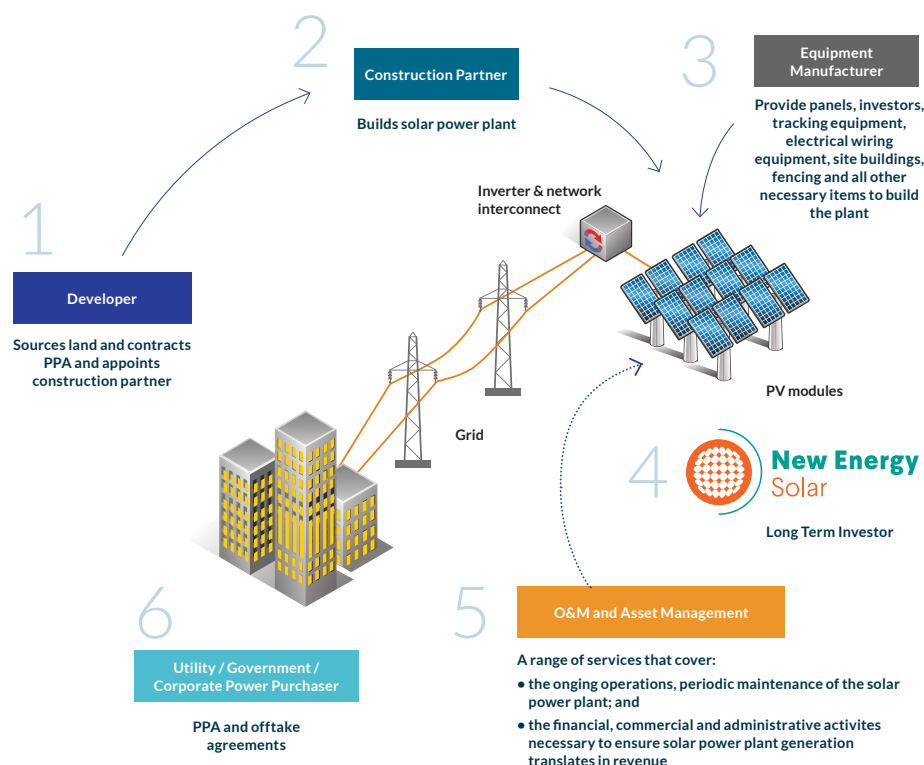 1
Developer
Sources land and contracts
PPA and appoints
construction partner
2
Construction Partner
Builds solar power plant
3
Equipment
Manufacturer
Provide panels, investors,
tracking equipment,
electrical wiring
equipment, site buildings,
fencing and all other
necessary items to build
the plant
Inverter & network
interconnect
PV modules
Grid
4
New Energy
Solar
Long Term Investor
5
O&M and Asset Management
A range of services that cover:
• the onging operations, periodic maintenance of the solar
power plant; and
• the financial, commercial and administrative activites
necessary to ensure solar power plant generation
translates in revenue
6
Utility / Government /
Corporate Power Purchaser
PPA and offtake
agreements